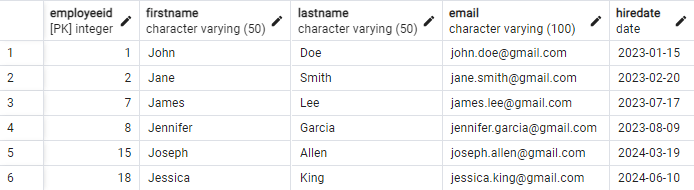 employeeid firstname lastname email hiredate
[PK] integer character varying (50) character varying (50) character varying (100) date
1 1 John Doe john.doe@gmail.com 2023-01-15
2 2 Jane Smith jane.smith@gmail.com 2023-02-20
3 7 James Lee james.lee@gmail.com 2023-07-17
4 8 Jennifer Garcia jennifer.garcia@gmail.com 2023-08-09
5 15 Joseph Allen joseph.allen@gmail.com 2024-03-19
6 18 Jessica King jessica.king@gmail.com 2024-06-10